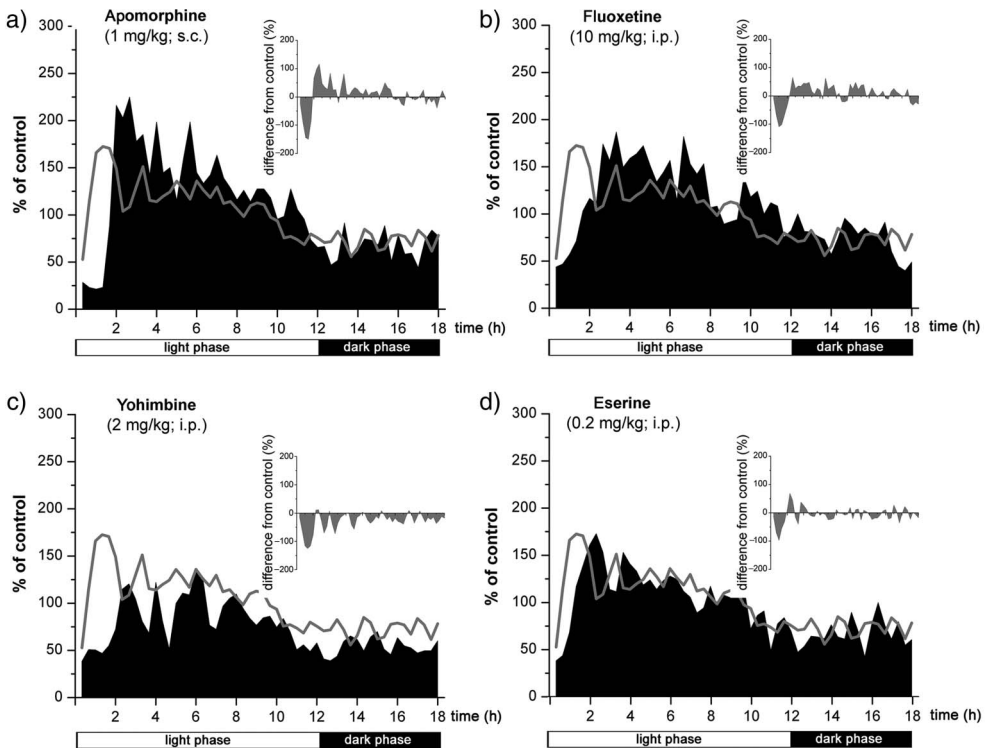 a)
Apomorphine
(1 mg/kg; s.c.)
% of control
300
250
200
150
100
50
0
difference from control (%)
200
100
0
−100
−200
2 4 6 8 10 12 14 16 18 time (h)
light phase dark phase
b)
Fluoxetine
(10 mg/kg; i.p.)
% of control
300
250
200
150
100
50
0
difference from control (%)
200
100
0
−100
−200
2 4 6 8 10 12 14 16 18 time (h)
light phase dark phase
c)
Yohimbine
(2 mg/kg; i.p.)
% of control
300
250
200
150
100
50
0
difference from control (%)
200
100
0
−100
−200
2 4 6 8 10 12 14 16 18 time (h)
light phase dark phase
d)
Eserine
(0.2 mg/kg; i.p.)
% of control
300
250
200
150
100
50
0
difference from control (%)
200
100
0
−100
−200
2 4 6 8 10 12 14 16 18 time (h)
light phase dark phase